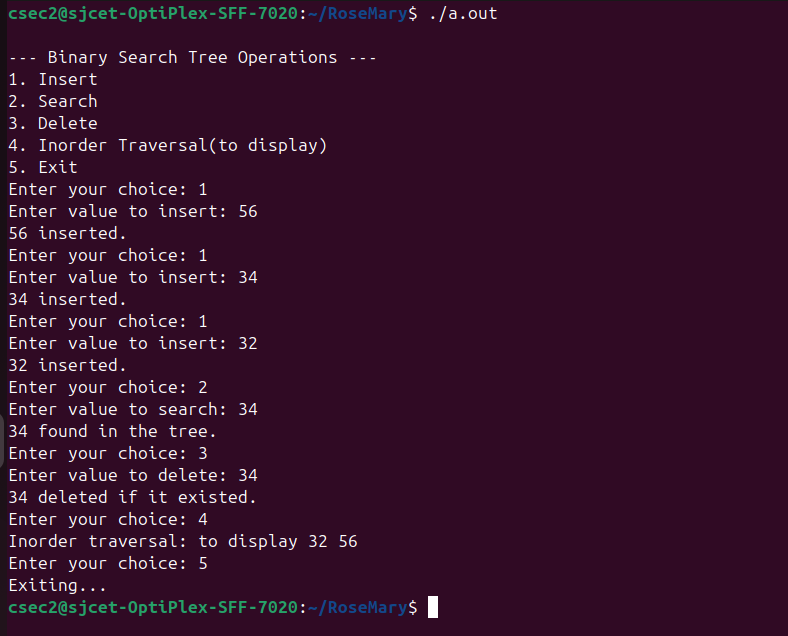 csec2@sjcet-OptiPlex-SFF-7020:~/RoseMary$ ./a.out
--- Binary Search Tree Operations ---
1. Insert
2. Search
3. Delete
4. Inorder Traversal(to display)
5. Exit
Enter your choice: 1
Enter value to insert: 56
56 inserted.
Enter your choice: 1
Enter value to insert: 34
34 inserted.
Enter your choice: 1
Enter value to insert: 32
32 inserted.
Enter your choice: 2
Enter value to search: 34
34 found in the tree.
Enter your choice: 3
Enter value to delete: 34
34 deleted if it existed.
Enter your choice: 4
Inorder traversal: to display 32 56
Enter your choice: 5
Exiting...
csec2@sjcet-OptiPlex-SFF-7020:~/RoseMary$